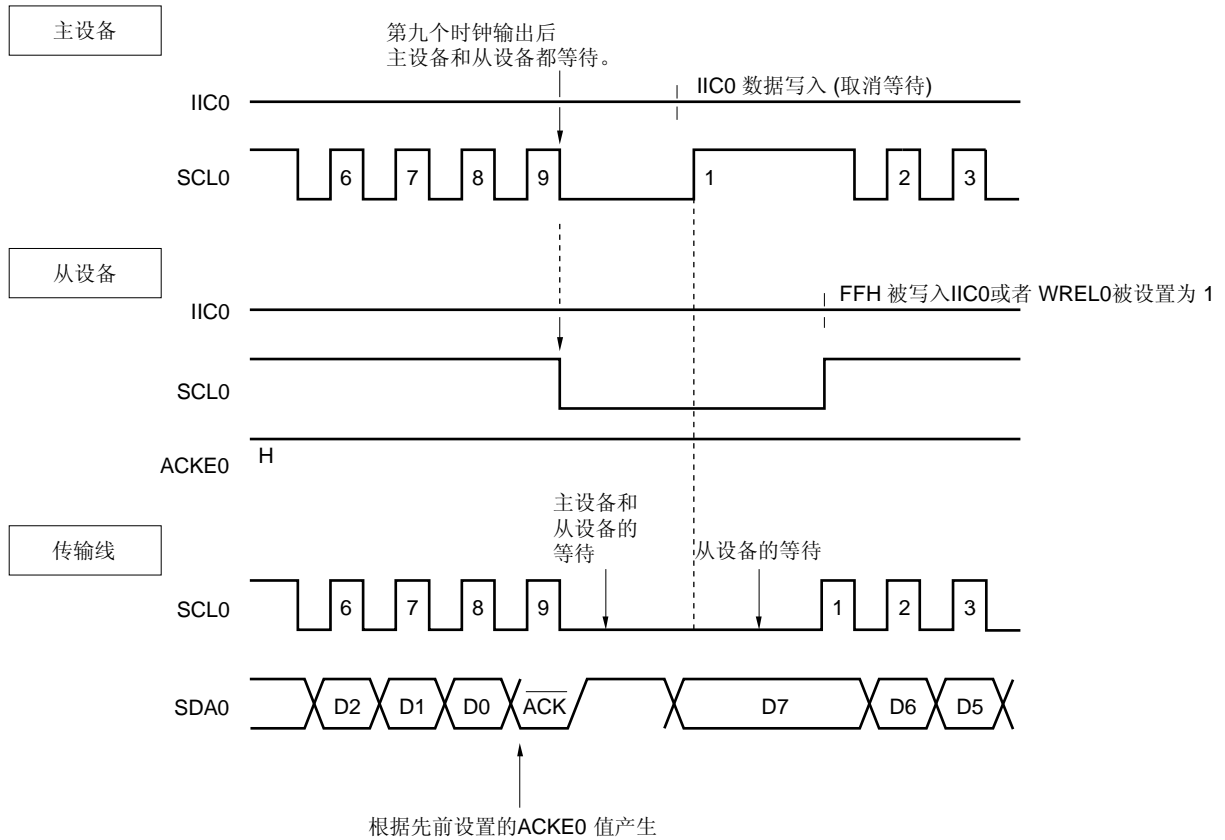 主设备
第九个时钟输出后
主设备和从设备都等待。
IIC0
IIC0 数据写入 (取消等待)
SCL0
6 7 8 9 1 2 3
从设备
IIC0
FFH 被写入IIC0或者 WREL0被设置为 1
SCL0
ACKE0
H
主设备和
从设备的
等待
传输线
从设备的等待
SCL0
6 7 8 9 1 2 3
SDA0
D2 D1 D0 ACK D7 D6 D5
根据先前设置的ACKE0 值产生